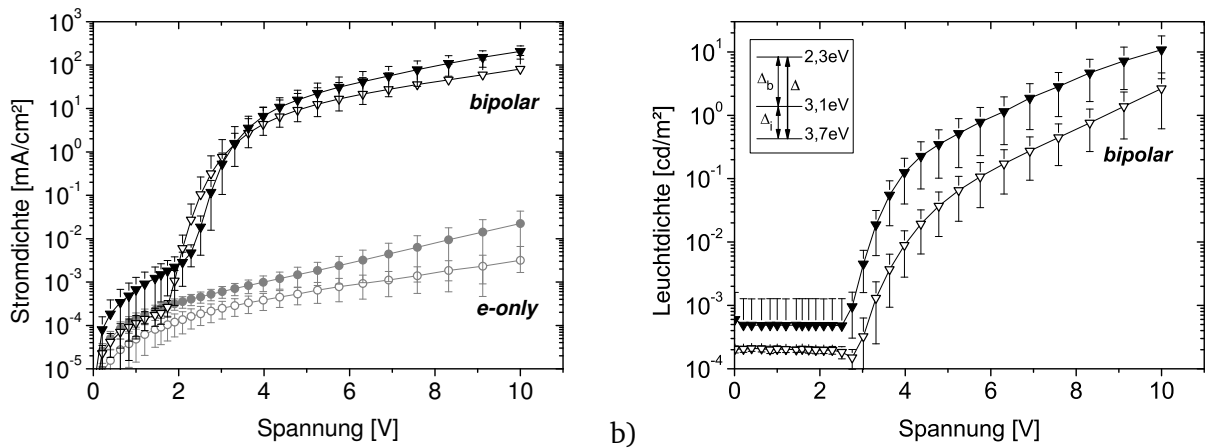 10³
10²
10¹
10⁰
10⁻¹
10⁻²
10⁻³
10⁻⁴
10⁻⁵
Stromdichte [mA/cm²]
bipolar
e-only
0 2 4 6 8 10
Spannung [V]
b)
10¹
10⁰
10⁻¹
10⁻²
10⁻³
10⁻⁴
Leuchtdichte [cd/m²]
2,3eV
Δb Δ
3,1eV
Δi
3,7eV
bipolar
0 2 4 6 8 10
Spannung [V]